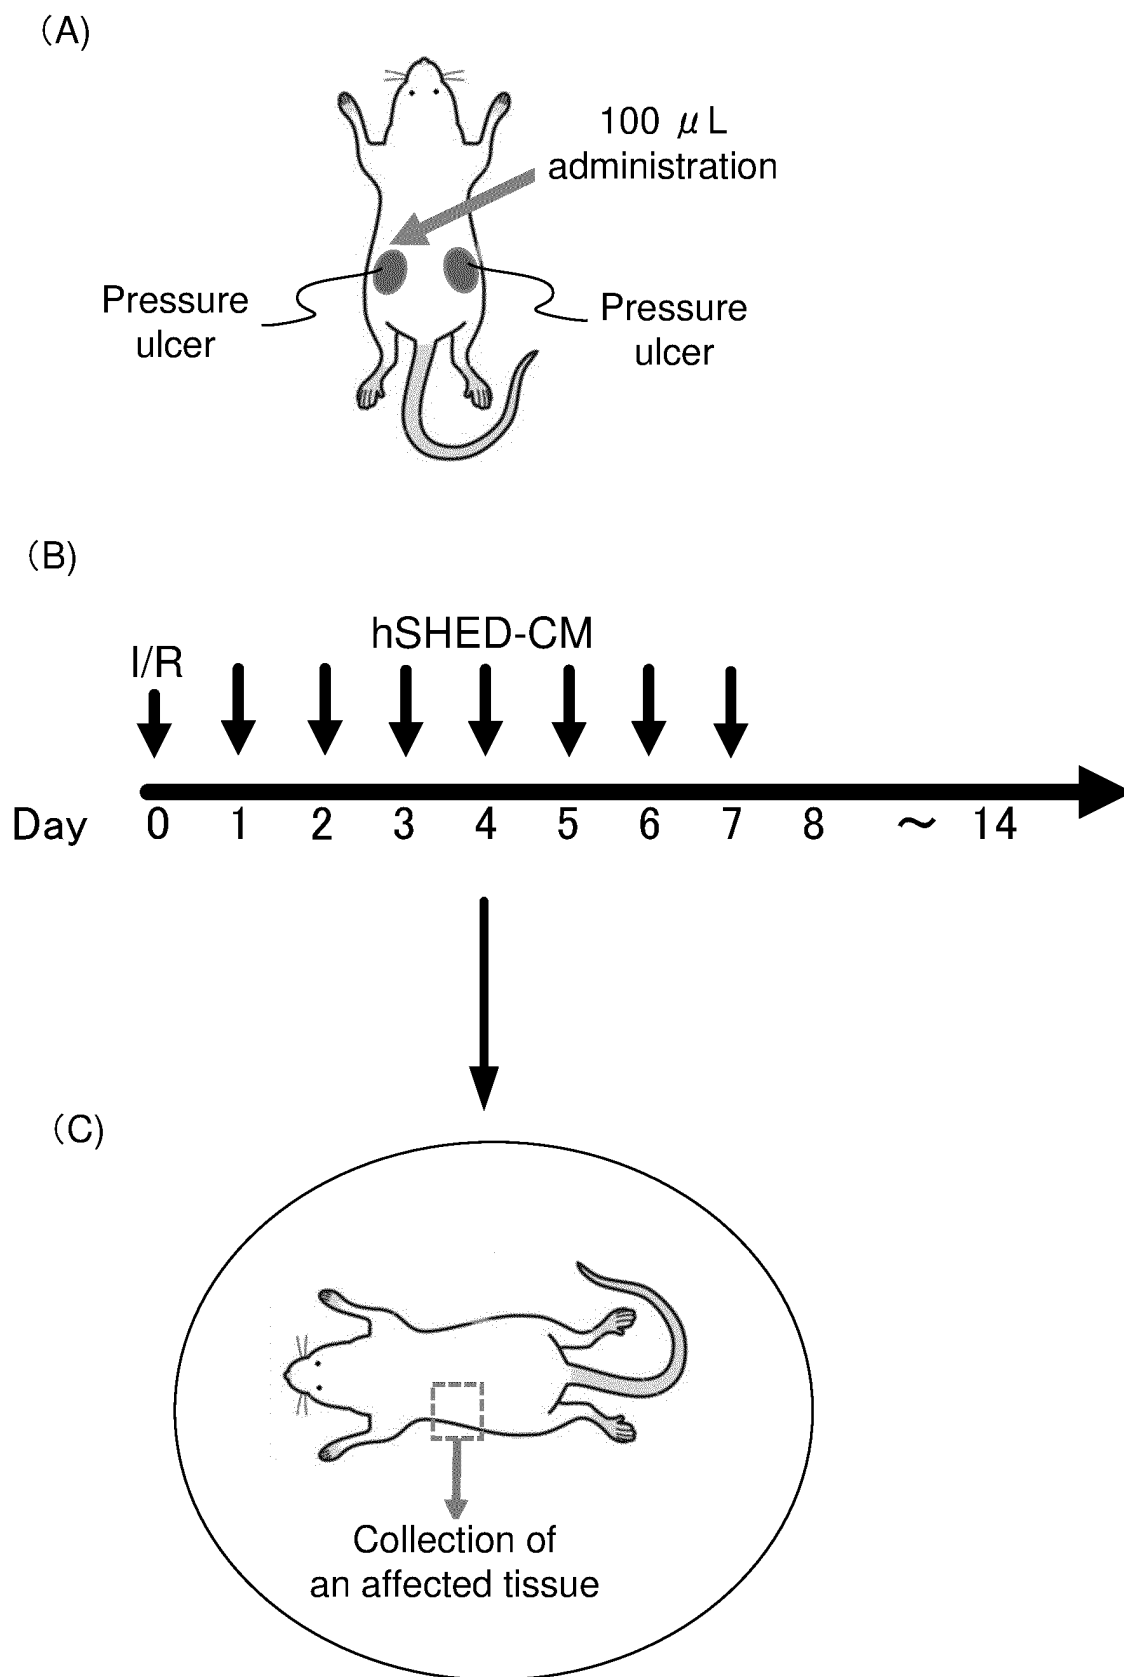 (A)
100 μL
administration
Pressure
ulcer
Pressure
ulcer
(B)
hSHED-CM
I/R
Day 0 1 2 3 4 5 6 7 8 ～ 14
(C)
Collection of
an affected tissue